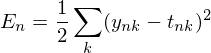 E_n = \frac{1}{2} \sum_k (y_{nk} - t_{nk})^2